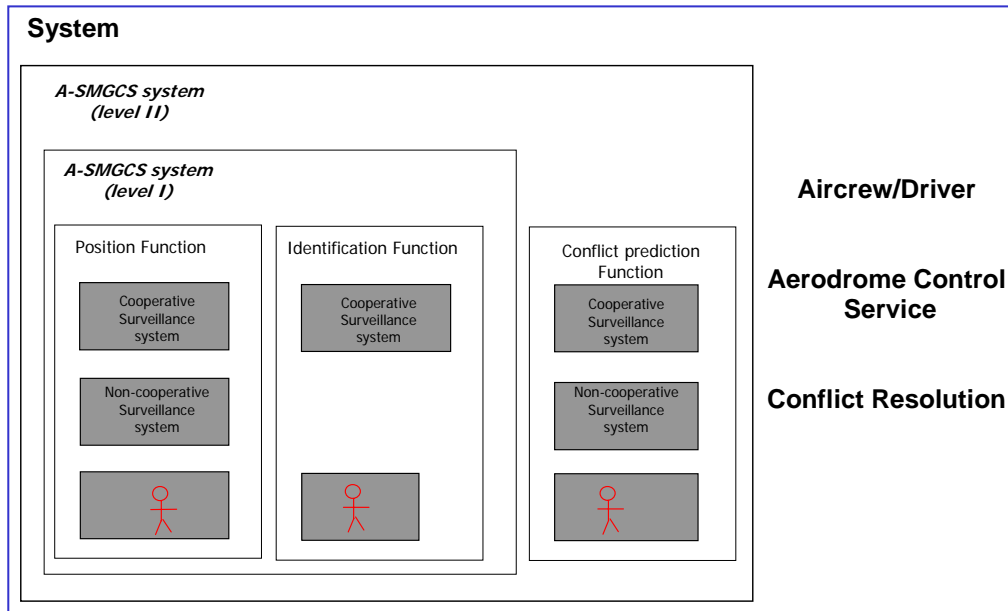 System
A-SMGCS system
(level II)
A-SMGCS system
(level I)
Position Function
Cooperative
Surveillance
system
Non-cooperative
Surveillance
system
Identification Function
Cooperative
Surveillance
system
Conflict prediction
Function
Cooperative
Surveillance
system
Non-cooperative
Surveillance
system
Aircrew/Driver
Aerodrome Control
Service
Conflict Resolution